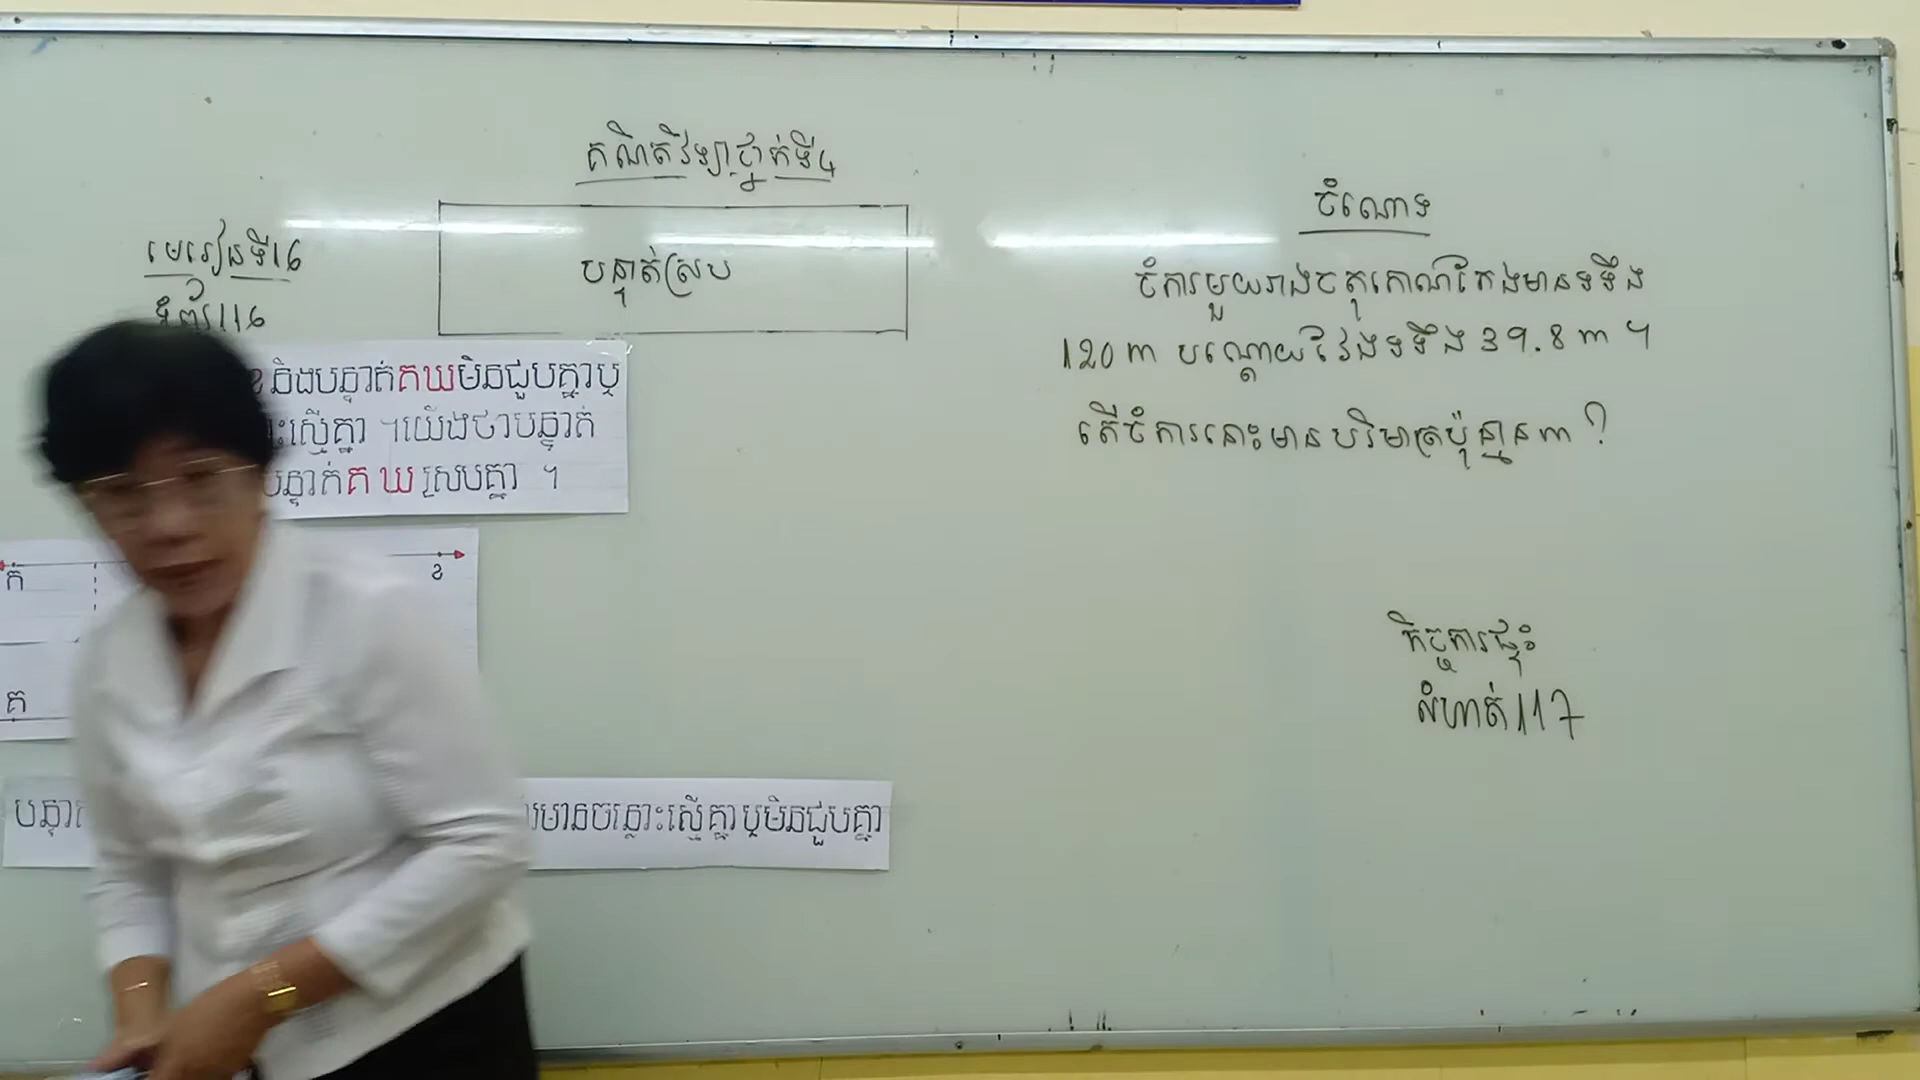 គណិតវិទ្យាថ្នាក់ទី4
មេរៀនទី16
ទំព័រ116
បន្ទាត់ស្រប
ខ និងបន្ទាត់គឃមិនជួបគ្នាឬ
ះស្មើគ្នា ។យើងថាបន្ទាត់
បន្ទាត់គ ឃ ស្របគ្នា ។
ក
ខ
គ
មានចន្លោះស្មើគ្នាឬមិនជួបគ្នា
ចំណោទ
ចំការមួយរាងចតុកោណកែងមានទទឹង
120 m បណ្តោយវែងជាងទទឹង 39.8 m ។
តើចំការនោះមានបរិមាត្រប៉ុន្មាន m ?
កិច្ចការផ្ទះ
លំហាត់117